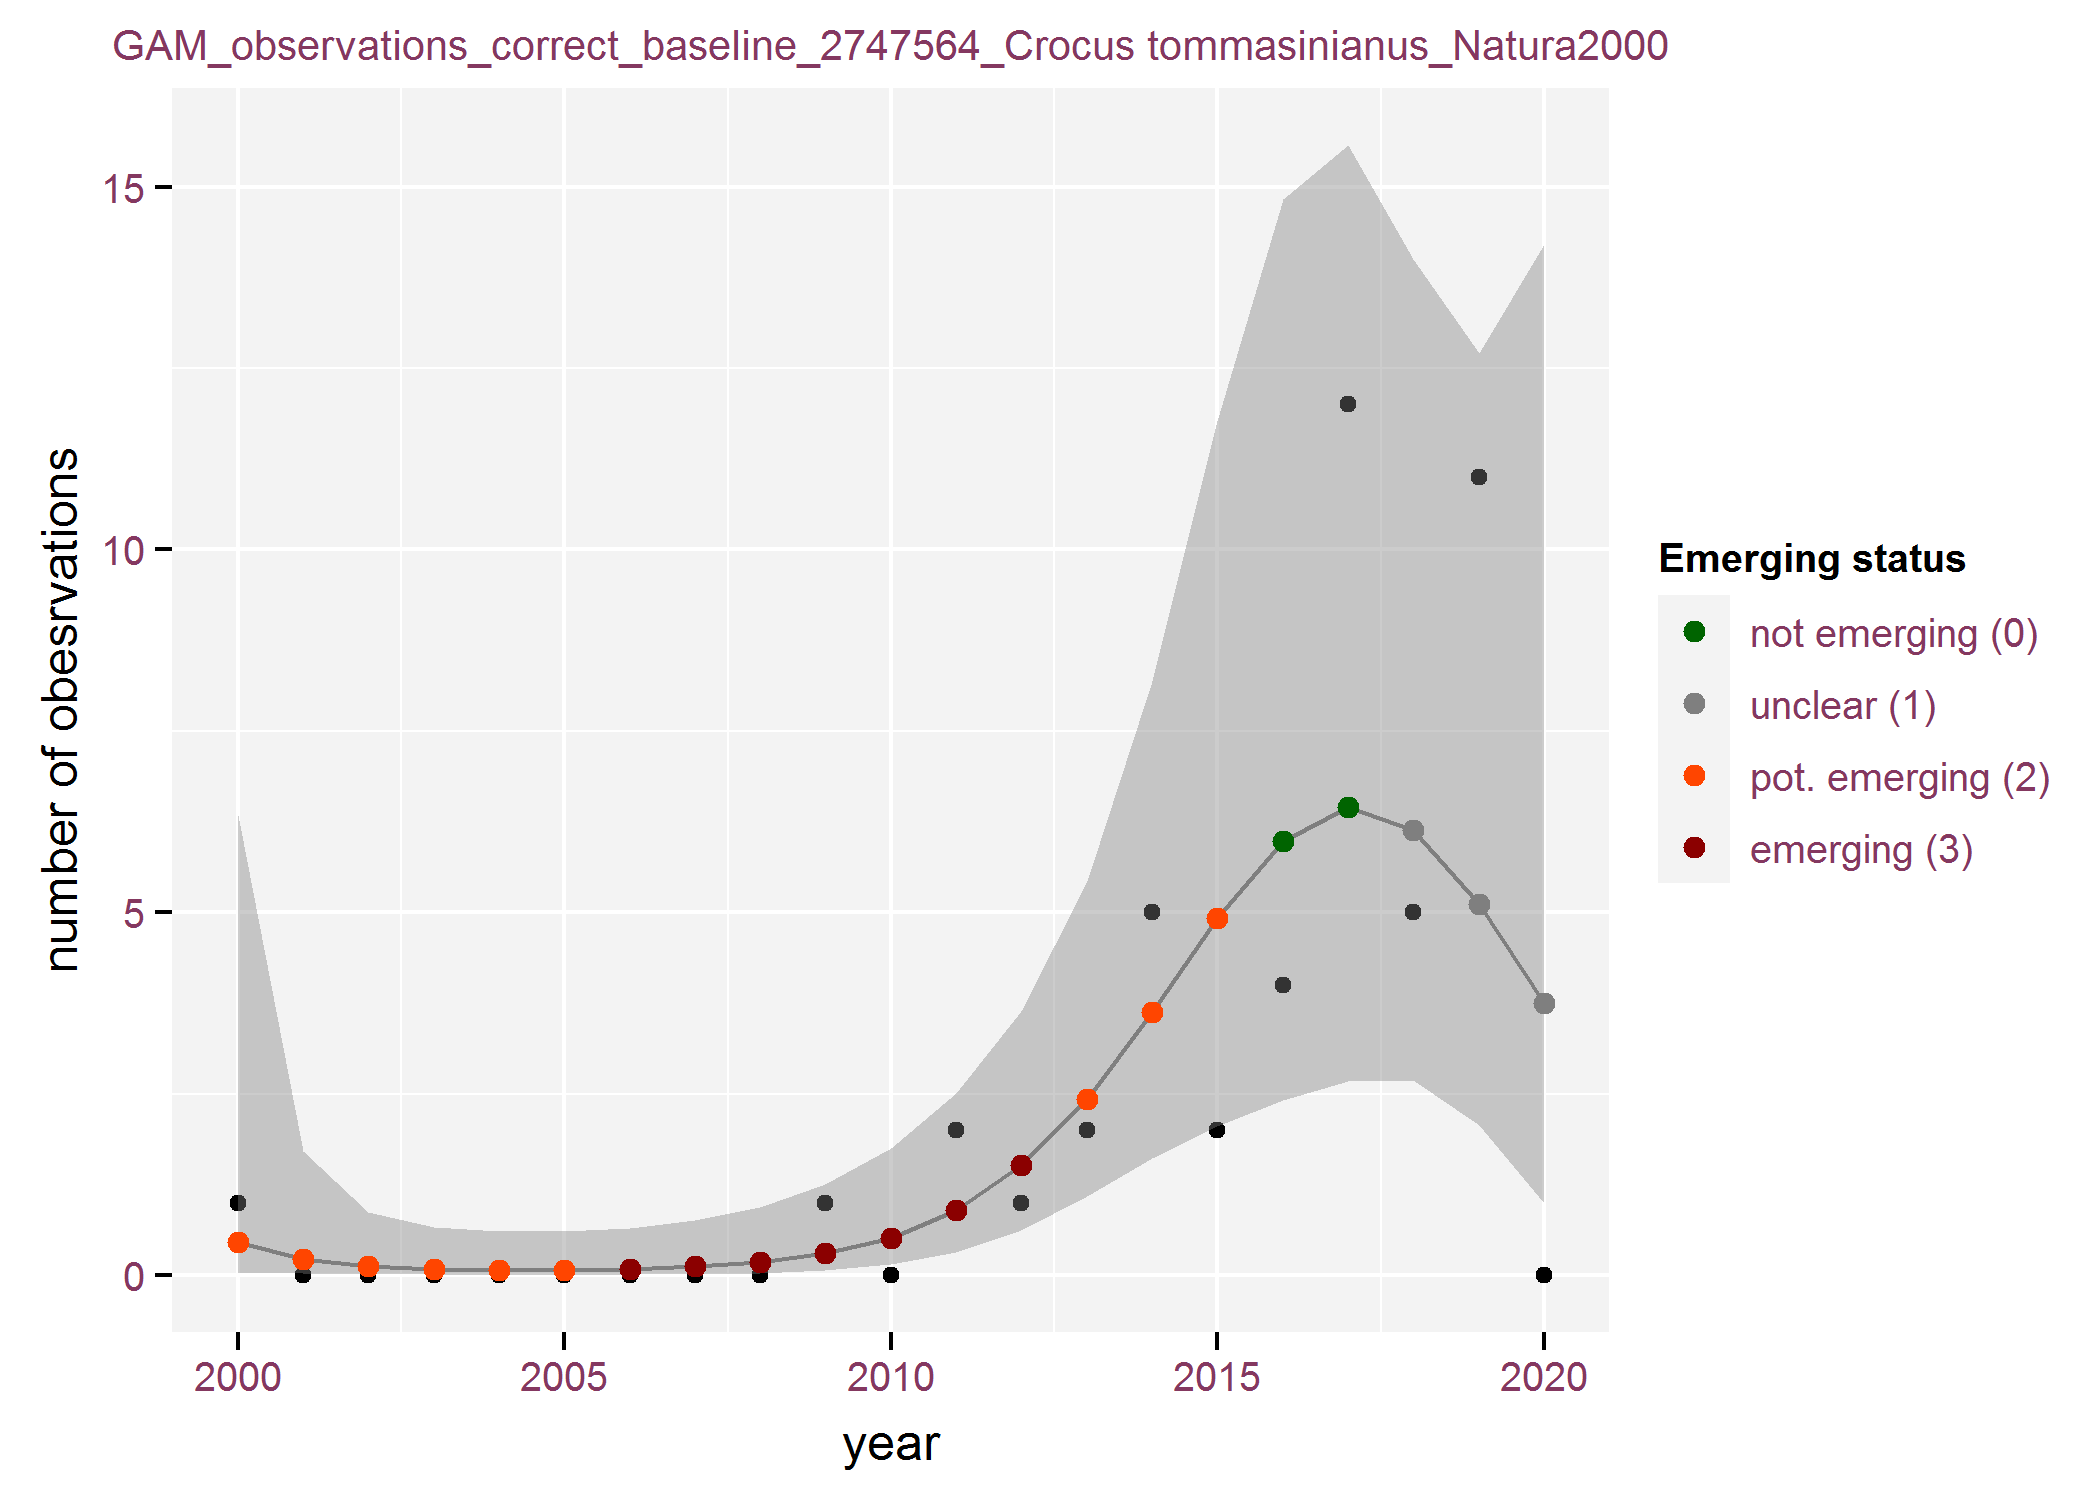 GAM_observations_correct_baseline_2747564_Crocus tommasinianus_Natura2000
15
10
5
0
number of obesrvations
2000 2005 2010 2015 2020
year
Emerging status
not emerging (0)
unclear (1)
pot. emerging (2)
emerging (3)